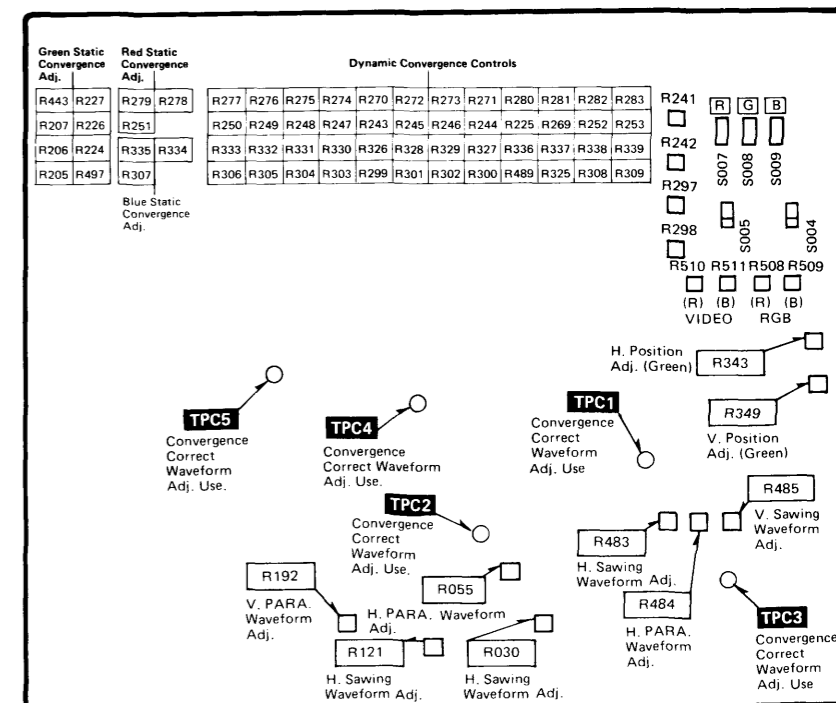 Green Static
Convergence
Adj.
Red Static
Convergence
Adj.
Dynamic Convergence Controls
R443 R227 R279 R278 R277 R276 R275 R274 R270 R272 R273 R271 R280 R281 R282 R283
R207 R226 R251 R250 R249 R248 R247 R243 R245 R246 R244 R225 R269 R252 R253
R206 R224 R335 R334 R333 R332 R331 R330 R326 R328 R329 R327 R336 R337 R338 R339
R205 R497 R307 R306 R305 R304 R303 R299 R301 R302 R300 R489 R325 R308 R309
Blue Static
Convergence
Adj.
R241
R242
R297
R298
R G B
S007 S008 S009
S005 S004
R510 R511 R508 R509
(R) (B) (R) (B)
VIDEO RGB
H. Position
Adj. (Green)
R343
R349
V. Position
Adj. (Green)
TPC5
Convergence
Correct
Waveform
Adj. Use.
TPC4
Convergence
Correct Waveform
Adj. Use.
TPC1
Convergence
Correct
Waveform
Adj. Use
TPC2
Convergence
Correct
Waveform
Adj. Use.
R485
V. Sawing
Waveform
Adj.
R483
H. Sawing
Waveform Adj.
R484
H. PARA.
Waveform
Adj.
R192
V. PARA.
Waveform
Adj.
R055
H. PARA. Waveform
Adj.
R121
H. Sawing
Waveform Adj.
R030
H. Sawing
Waveform Adj.
TPC3
Convergence
Correct
Waveform
Adj. Use